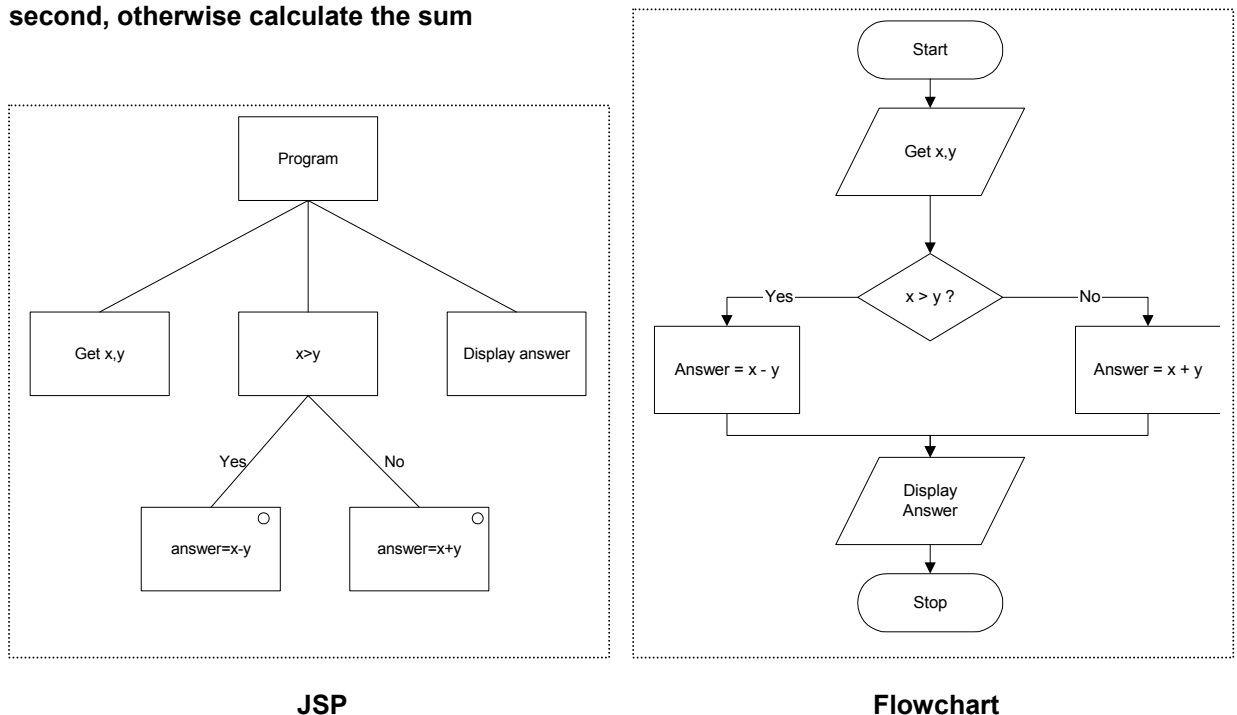 second, otherwise calculate the sum
Program
Get x,y
x>y
Display answer
Yes
No
answer=x-y
answer=x+y
JSP
Start
Get x,y
x > y ?
Yes
No
Answer = x - y
Answer = x + y
Display
Answer
Stop
Flowchart